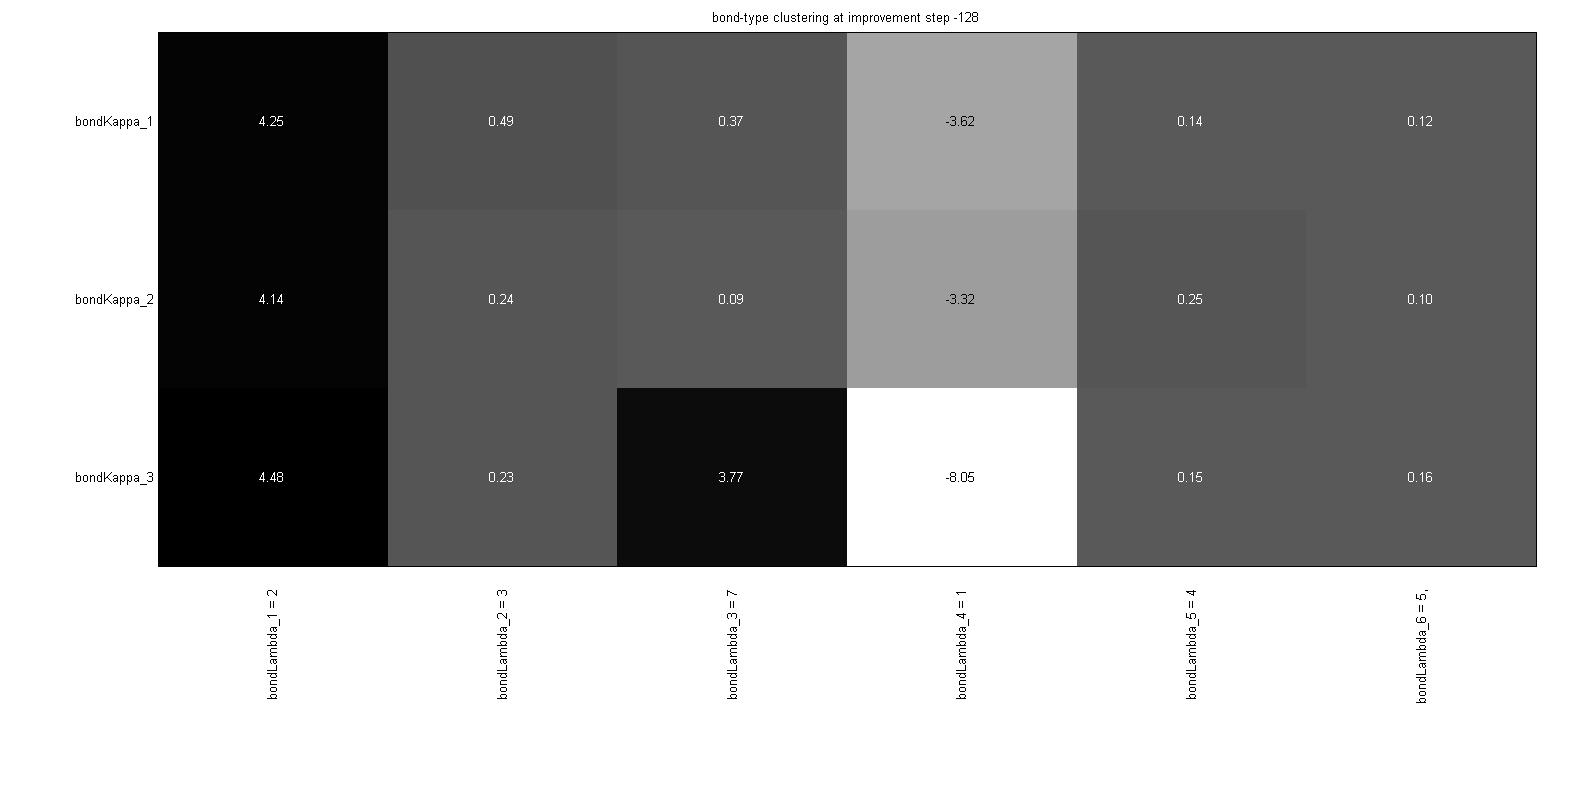 bond-type clustering at improvement step -128
bondKappa_1 4.25 0.49 0.37 -3.62 0.14 0.12
bondKappa_2 4.14 0.24 0.09 -3.32 0.25 0.10
bondKappa_3 4.48 0.23 3.77 -8.05 0.15 0.16
bondLambda_1 = 2
bondLambda_2 = 3
bondLambda_3 = 7
bondLambda_4 = 1
bondLambda_5 = 4
bondLambda_6 = 5,